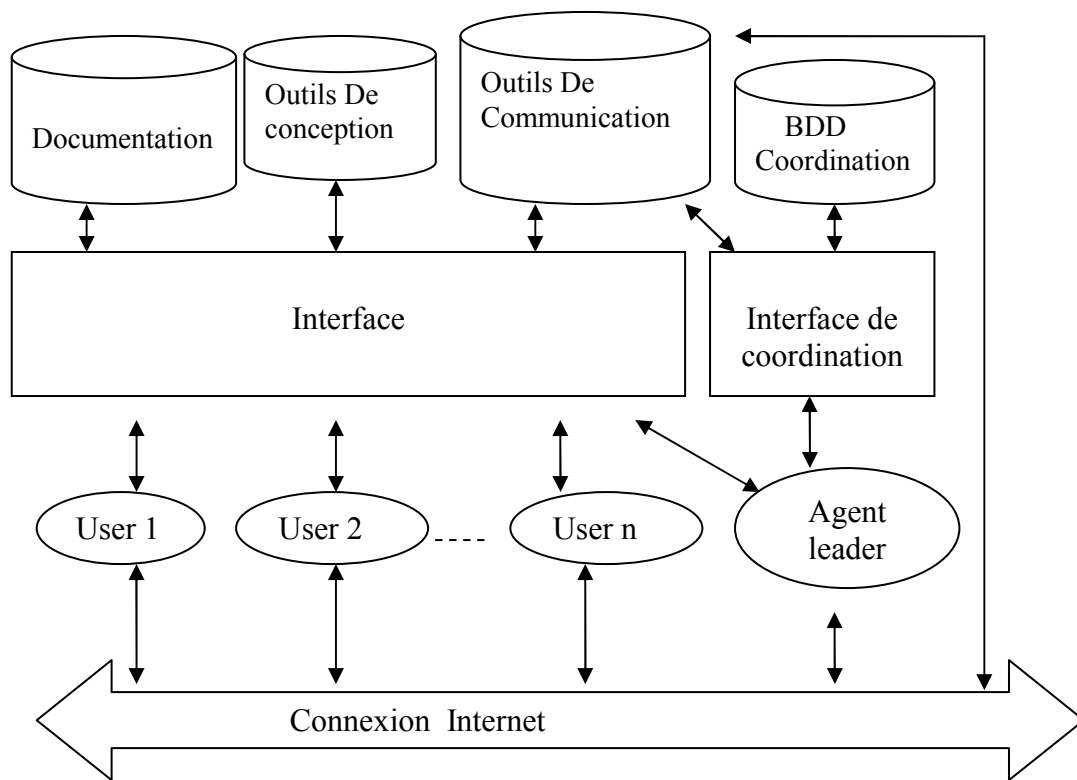 Documentation
Outils De
conception
Outils De
Communication
BDD
Coordination
Interface
Interface de
coordination
User 1
User 2
User n
Agent
leader
Connexion Internet